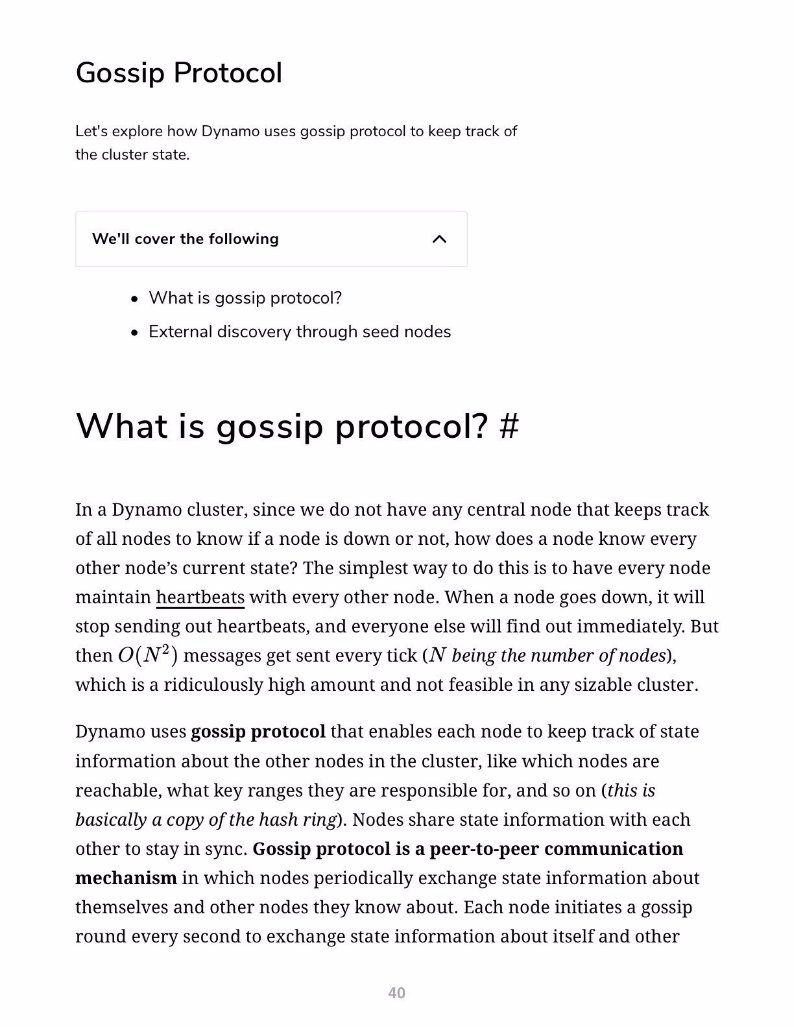 Gossip Protocol
Let's explore how Dynamo uses gossip protocol to keep track of
the cluster state.
We'll cover the following
• What is gossip protocol?
• External discovery through seed nodes
What is gossip protocol? #
In a Dynamo cluster, since we do not have any central node that keeps track
of all nodes to know if a node is down or not, how does a node know every
other node’s current state? The simplest way to do this is to have every node
maintain heartbeats with every other node. When a node goes down, it will
stop sending out heartbeats, and everyone else will find out immediately. But
then O(N²) messages get sent every tick (N being the number of nodes),
which is a ridiculously high amount and not feasible in any sizable cluster.
Dynamo uses gossip protocol that enables each node to keep track of state
information about the other nodes in the cluster, like which nodes are
reachable, what key ranges they are responsible for, and so on (this is
basically a copy of the hash ring). Nodes share state information with each
other to stay in sync. Gossip protocol is a peer-to-peer communication
mechanism in which nodes periodically exchange state information about
themselves and other nodes they know about. Each node initiates a gossip
round every second to exchange state information about itself and other
40